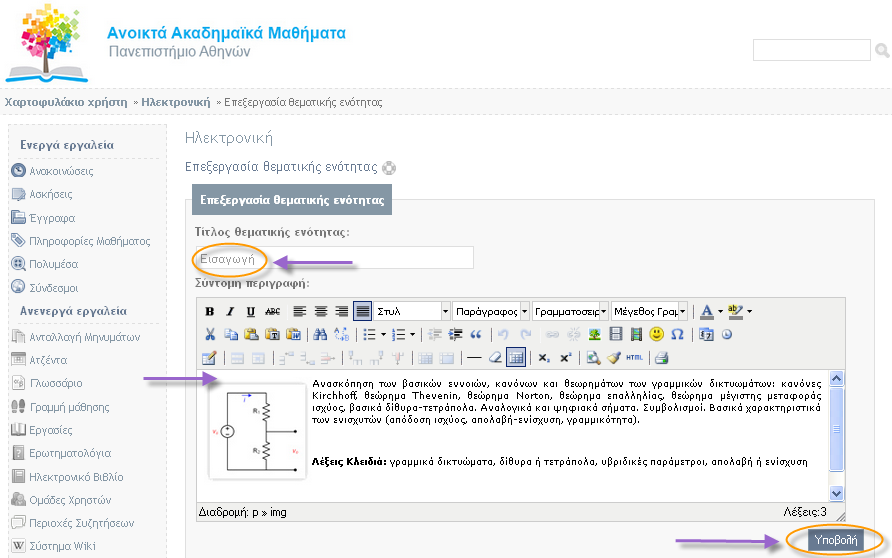 Ανοικτά Ακαδημαϊκά Μαθήματα
Πανεπιστήμιο Αθηνών
Χαρτοφυλάκιο χρήστη » Ηλεκτρονική » Επεξεργασία θεματικής ενότητας
Ενεργά εργαλεία
Ανακοινώσεις
Ασκήσεις
Έγγραφα
Πληροφορίες Μαθήματος
Πολυμέσα
Σύνδεσμοι
Ανενεργά εργαλεία
Ανταλλαγή Μηνυμάτων
Ατζέντα
Γλωσσάριο
Γραμμή μάθησης
Εργασίες
Ερωτηματολόγια
Ηλεκτρονικό Βιβλίο
Ομάδες Χρηστών
Περιοχές Συζητήσεων
Σύστημα Wiki
Ηλεκτρονική
Επεξεργασία θεματικής ενότητας
Επεξεργασία θεματικής ενότητας
Τίτλος θεματικής ενότητας:
Εισαγωγή
Σύντομη περιγραφή:
B I U ABC Στυλ Παράγραφος Γραμματοσειρ Μέγεθος Γραμ A ab
HTML
R1
R2
Ανασκόπηση των βασικών εννοιών, κανόνων και θεωρημάτων των γραμμικών δικτυωμάτων: κανόνες
Kirchhoff, θεώρημα Thevenin, θεώρημα Norton, θεώρημα επαλληλίας, θεώρημα μέγιστης μεταφοράς
ισχύος, βασικά δίθυρα-τετράπολα. Αναλογικά και ψηφιακά σήματα. Συμβολισμοί. Βασικά χαρακτηριστικά
των ενισχυτών (απόδοση ισχύος, απολαβή-ενίσχυση, γραμμικότητα).
Λέξεις Κλειδιά: γραμμικά δικτυώματα, δίθυρα ή τετράπολα, υβριδικές παράμετροι, απολαβή ή ενίσχυση
Διαδρομή: p » img Λέξεις:3
Υποβολή